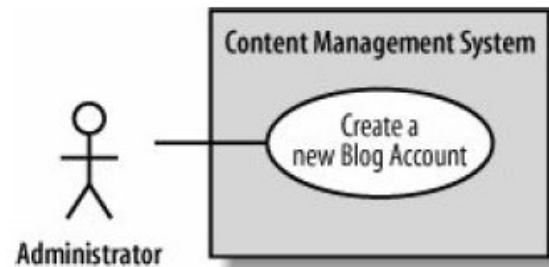 Content Management System
Create a
new Blog Account
Administrator